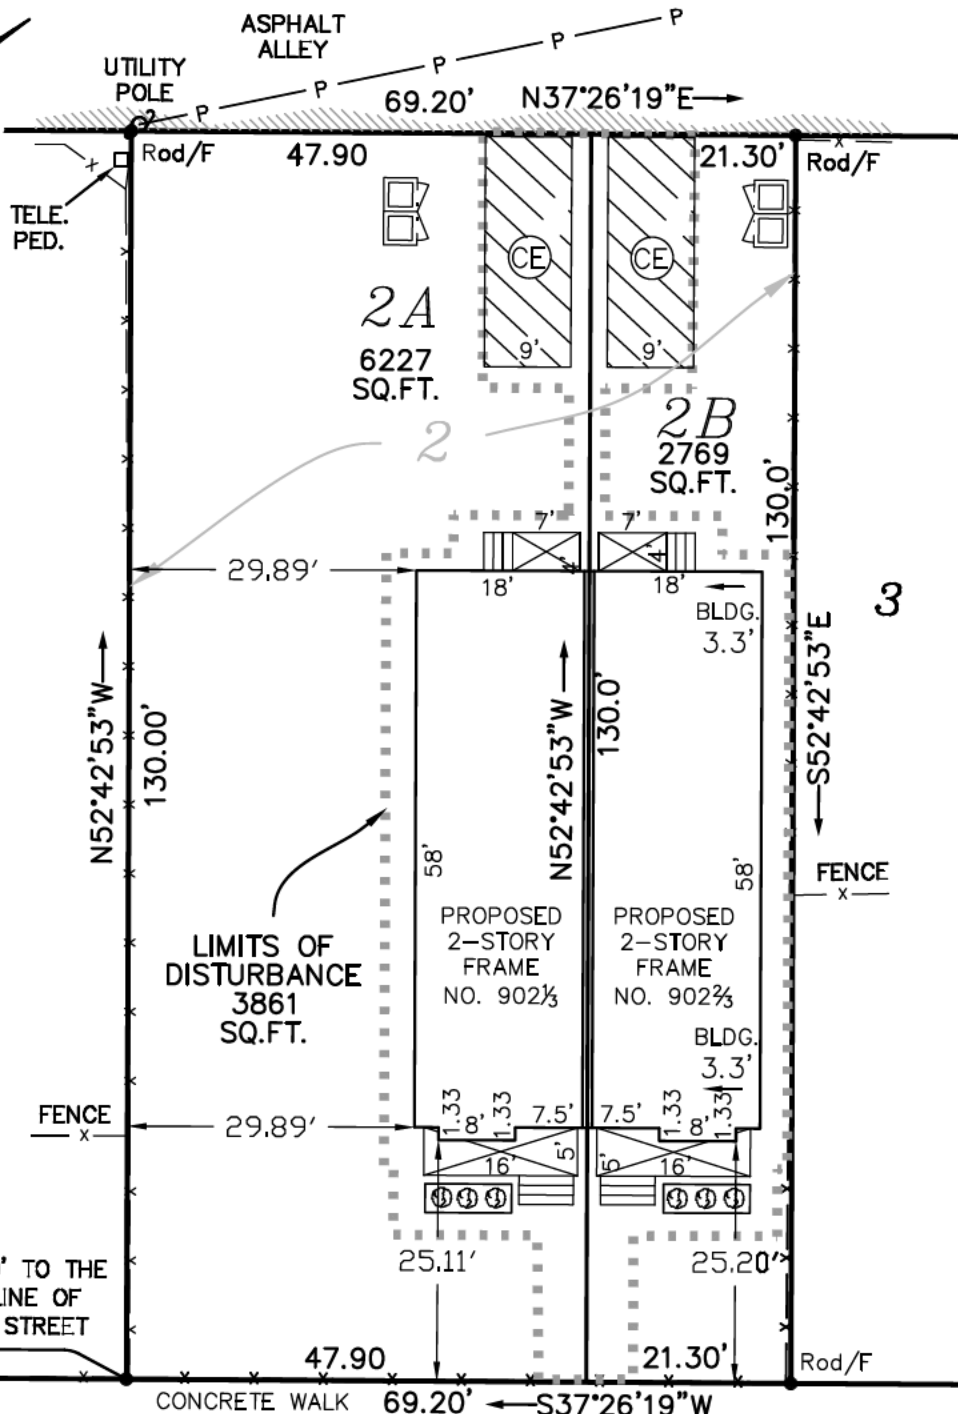 ASPHALT
ALLEY
P
P
P
P
P
UTILITY
POLE
69.20'
N37°26'19"E
Rod/F
47.90
21.30'
Rod/F
x
x
TELE.
PED.
CE
CE
2A
6227
SQ.FT.
9'
9'
2
2B
2769
SQ.FT.
130.0'
7'
7'
4'
4'
29.89'
18'
18'
BLDG.
3.3'
3
N52°42'53"W
130.00'
N52°42'53"W
130.0'
S52°42'53"E
58'
58'
FENCE
x
LIMITS OF
DISTURBANCE
3861
SQ.FT.
PROPOSED
2-STORY
FRAME
NO. 902⅓
PROPOSED
2-STORY
FRAME
NO. 902⅔
BLDG.
3.3'
FENCE
x
29.89'
1.33
8'
1.33
7.5'
7.5'
1.33
8'
1.33
16'
5'
5'
16'
25.11'
25.20'
' TO THE
LINE OF
STREET
47.90
21.30'
Rod/F
CONCRETE WALK
69.20'
S37°26'19"W